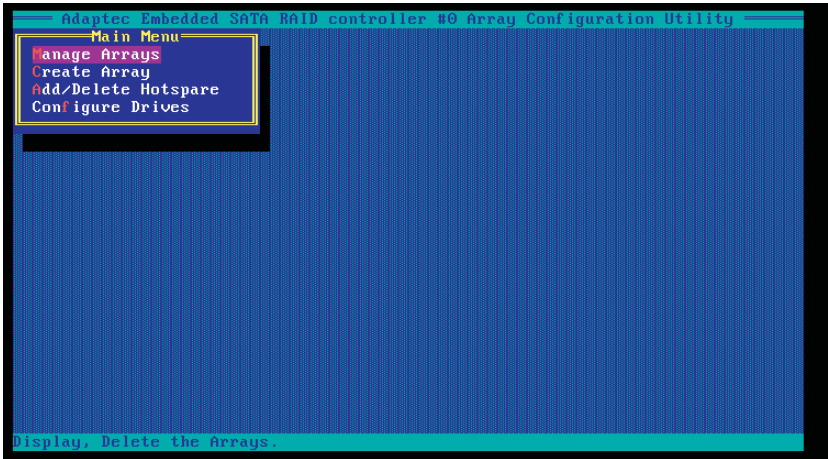 Adaptec Embedded SATA RAID controller #0 Array Configuration Utility
Main Menu
Manage Arrays
Create Array
Add/Delete Hotspare
Configure Drives
Display, Delete the Arrays.